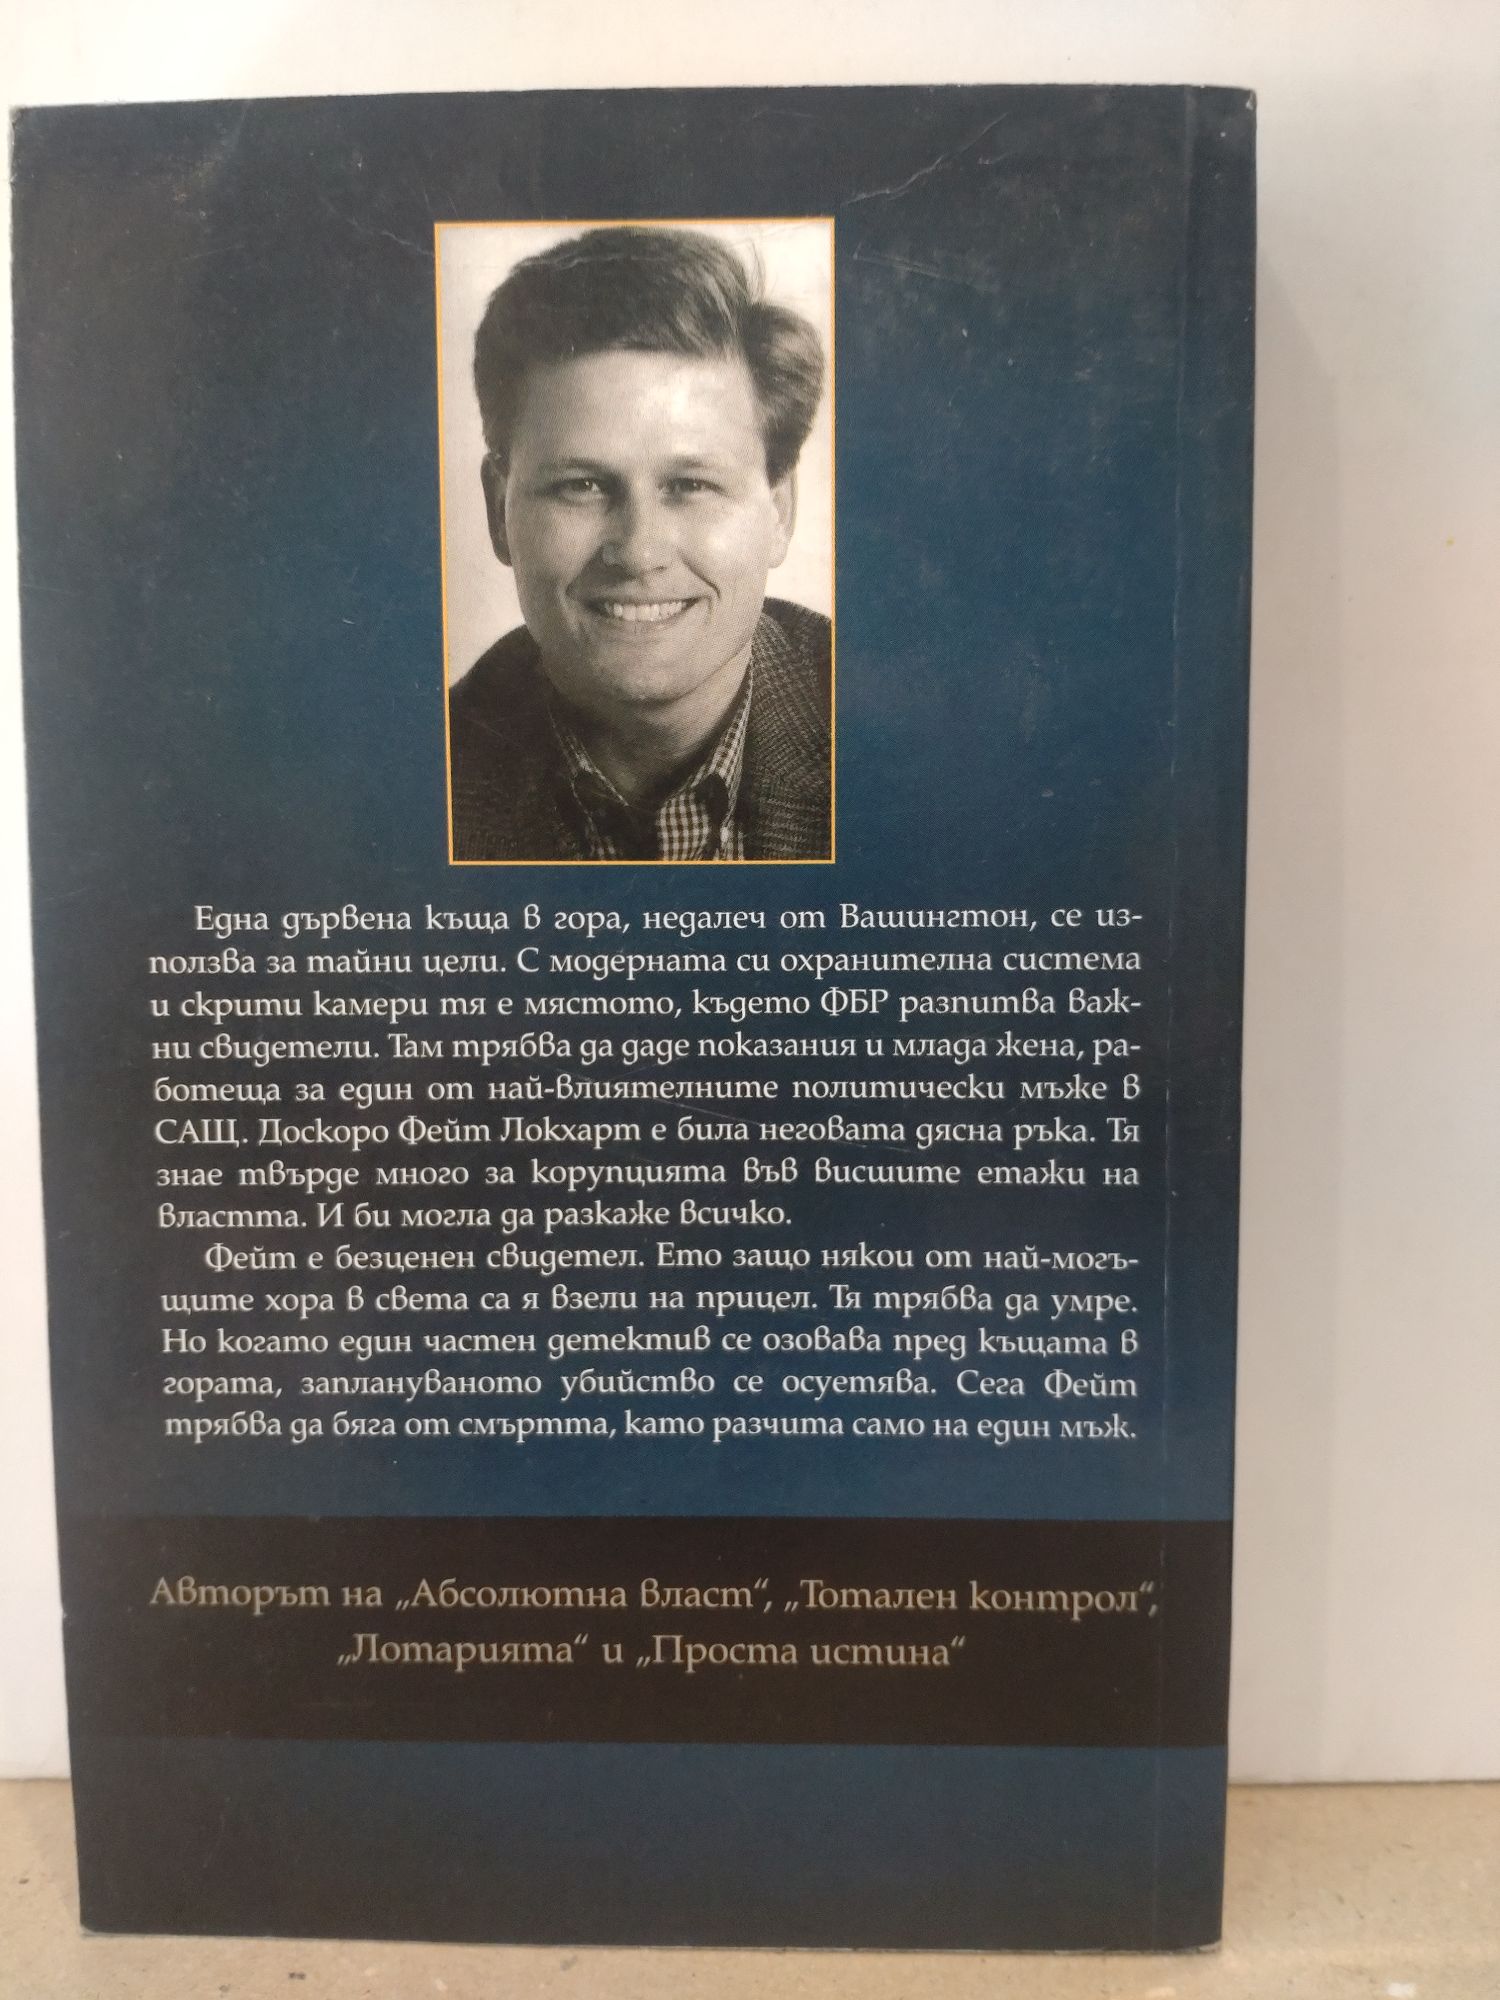 Една дървена къща в гора, недалеч от Вашингтон, се из-
ползва за тайни цели. С модерната си охранителна система
и скрити камери тя е мястото, където ФБР разпитва важ-
ни свидетели. Там трябва да даде показания и млада жена, ра-
ботеща за един от най-влиятелните политически мъже в
САЩ. Доскоро Фейт Локхарт е била неговата дясна ръка. Тя
знае твърде много за корупцията във висшите етажи на
властта. И би могла да разкаже всичко.
Фейт е безценен свидетел. Ето защо някои от най-могъ-
щите хора в света са я взели на прицел. Тя трябва да умре.
Но когато един частен детектив се озовава пред къщата в
гората, заплануваното убийство се осуетява. Сега Фейт
трябва да бяга от смъртта, като разчита само на един мъж.
Авторът на „Абсолютна власт“, „Тотален контрол“,
„Лотарията“ и „Проста истина“